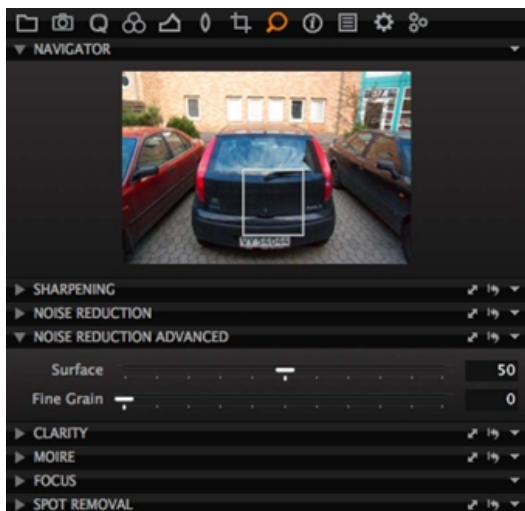 NAVIGATOR
SHARPENING
NOISE REDUCTION
NOISE REDUCTION ADVANCED
Surface 50
Fine Grain 0
CLARITY
MOIRE
FOCUS
SPOT REMOVAL